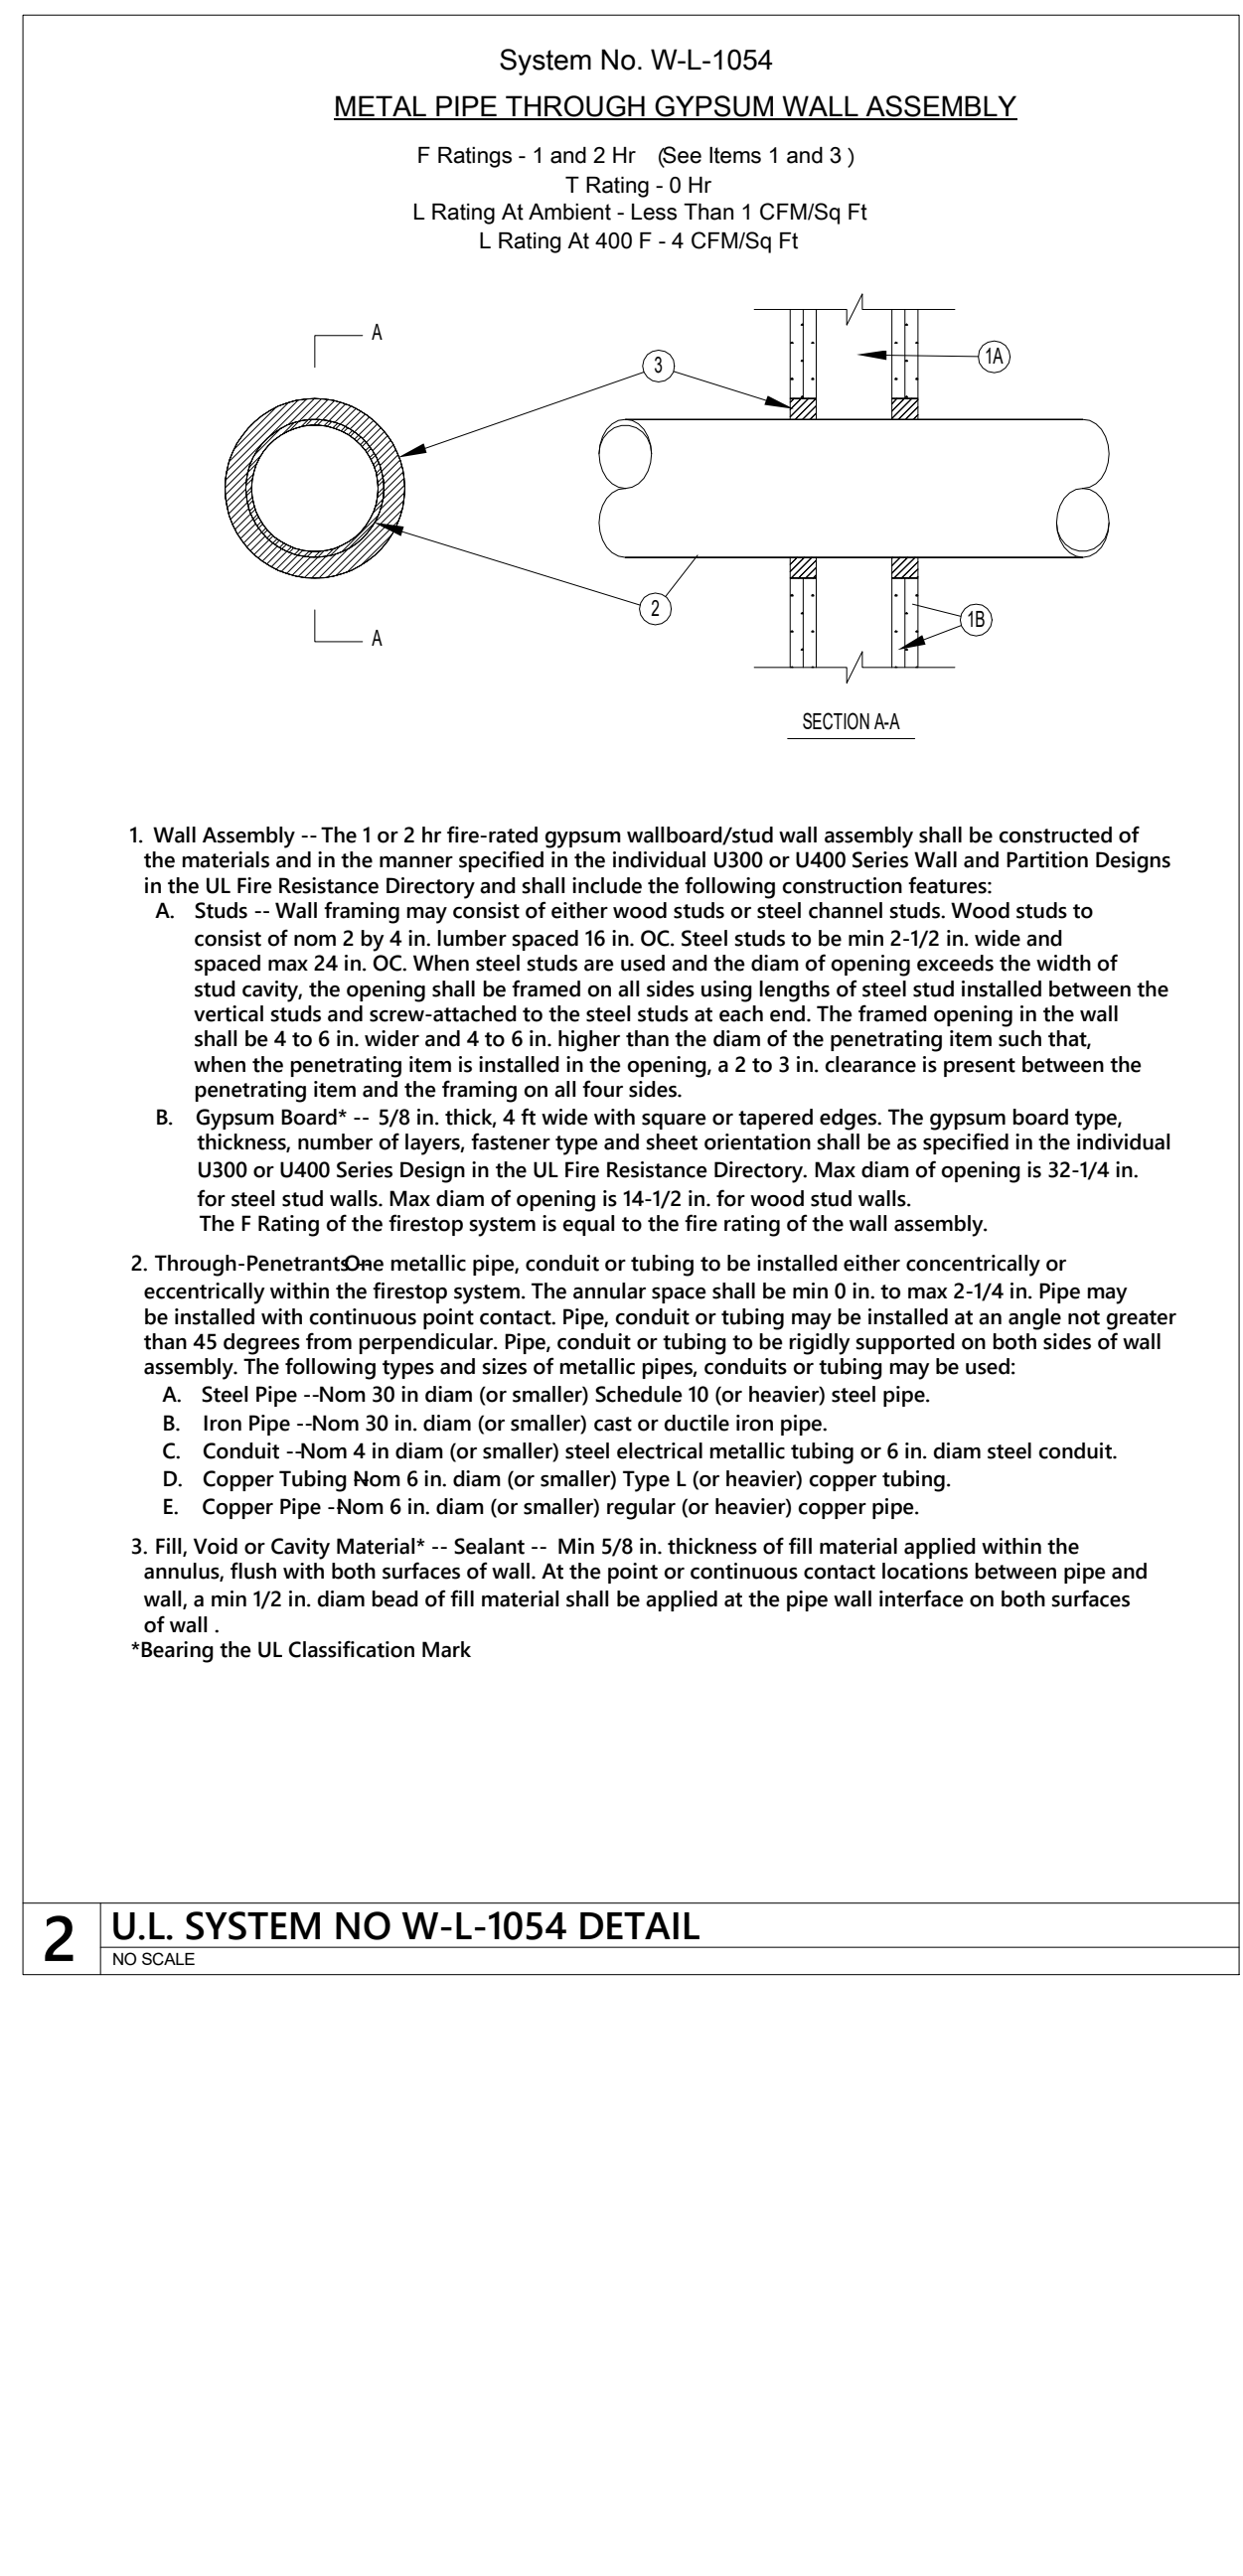 System No. W-L-1054
METAL PIPE THROUGH GYPSUM WALL ASSEMBLY
F Ratings - 1 and 2 Hr (See Items 1 and 3 )
T Rating - 0 Hr
L Rating At Ambient - Less Than 1 CFM/Sq Ft
L Rating At 400 F - 4 CFM/Sq Ft
A
3
1A
2
1B
A
SECTION A-A
1. Wall Assembly -- The 1 or 2 hr fire-rated gypsum wallboard/stud wall assembly shall be constructed of
the materials and in the manner specified in the individual U300 or U400 Series Wall and Partition Designs
in the UL Fire Resistance Directory and shall include the following construction features:
A. Studs -- Wall framing may consist of either wood studs or steel channel studs. Wood studs to
consist of nom 2 by 4 in. lumber spaced 16 in. OC. Steel studs to be min 2-1/2 in. wide and
spaced max 24 in. OC. When steel studs are used and the diam of opening exceeds the width of
stud cavity, the opening shall be framed on all sides using lengths of steel stud installed between the
vertical studs and screw-attached to the steel studs at each end. The framed opening in the wall
shall be 4 to 6 in. wider and 4 to 6 in. higher than the diam of the penetrating item such that,
when the penetrating item is installed in the opening, a 2 to 3 in. clearance is present between the
penetrating item and the framing on all four sides.
B. Gypsum Board* -- 5/8 in. thick, 4 ft wide with square or tapered edges. The gypsum board type,
thickness, number of layers, fastener type and sheet orientation shall be as specified in the individual
U300 or U400 Series Design in the UL Fire Resistance Directory. Max diam of opening is 32-1/4 in.
for steel stud walls. Max diam of opening is 14-1/2 in. for wood stud walls.
The F Rating of the firestop system is equal to the fire rating of the wall assembly.
2. Through-Penetrants -- One metallic pipe, conduit or tubing to be installed either concentrically or
eccentrically within the firestop system. The annular space shall be min 0 in. to max 2-1/4 in. Pipe may
be installed with continuous point contact. Pipe, conduit or tubing may be installed at an angle not greater
than 45 degrees from perpendicular. Pipe, conduit or tubing to be rigidly supported on both sides of wall
assembly. The following types and sizes of metallic pipes, conduits or tubing may be used:
A. Steel Pipe --Nom 30 in diam (or smaller) Schedule 10 (or heavier) steel pipe.
B. Iron Pipe --Nom 30 in. diam (or smaller) cast or ductile iron pipe.
C. Conduit --Nom 4 in diam (or smaller) steel electrical metallic tubing or 6 in. diam steel conduit.
D. Copper Tubing --Nom 6 in. diam (or smaller) Type L (or heavier) copper tubing.
E. Copper Pipe --Nom 6 in. diam (or smaller) regular (or heavier) copper pipe.
3. Fill, Void or Cavity Material* -- Sealant -- Min 5/8 in. thickness of fill material applied within the
annulus, flush with both surfaces of wall. At the point or continuous contact locations between pipe and
wall, a min 1/2 in. diam bead of fill material shall be applied at the pipe wall interface on both surfaces
of wall .
*Bearing the UL Classification Mark
2
U.L. SYSTEM NO W-L-1054 DETAIL
NO SCALE